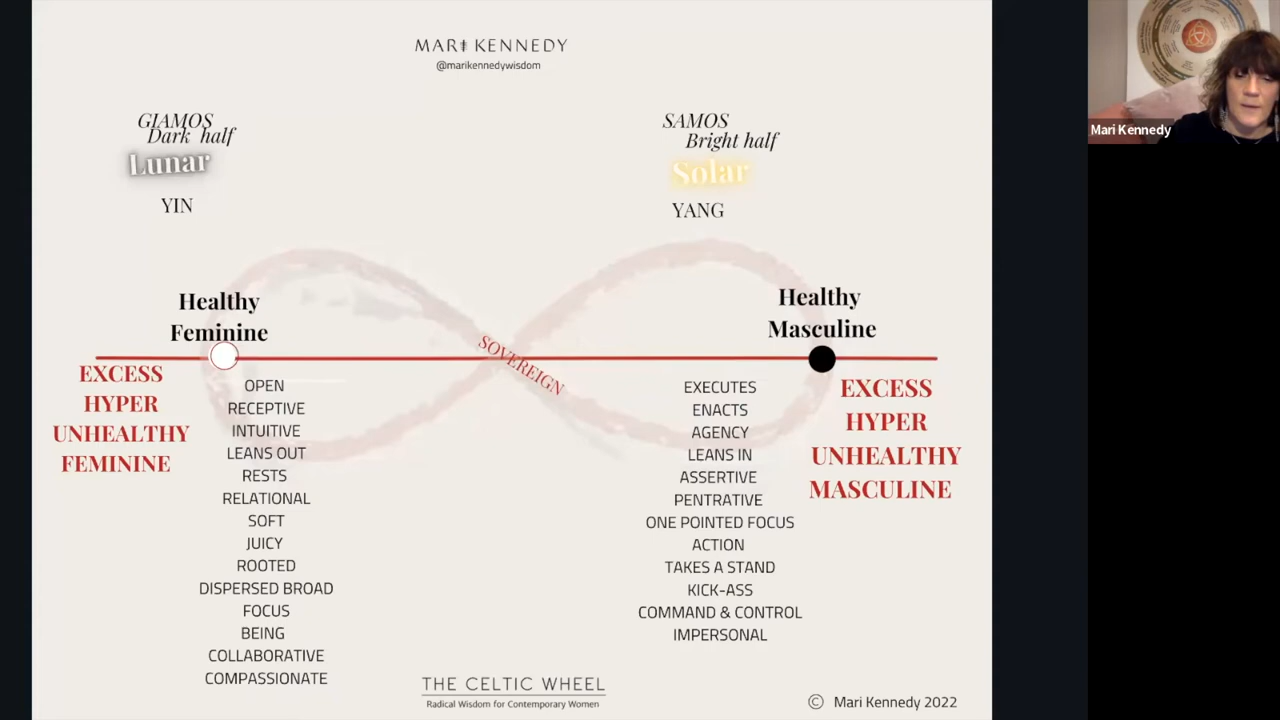 MARI KENNEDY
@marikennedywisdom
GIAMOS
Dark half
Lunar
YIN
SAMOS
Bright half
Solar
YANG
Healthy
Feminine
Healthy
Masculine
SOVEREIGN
EXCESS
HYPER
UNHEALTHY
FEMININE
OPEN
RECEPTIVE
INTUITIVE
LEANS OUT
RESTS
RELATIONAL
SOFT
JUICY
ROOTED
DISPERSED BROAD
FOCUS
BEING
COLLABORATIVE
COMPASSIONATE
EXECUTES
ENACTS
AGENCY
LEANS IN
ASSERTIVE
PENTRATIVE
ONE POINTED FOCUS
ACTION
TAKES A STAND
KICK-ASS
COMMAND & CONTROL
IMPERSONAL
EXCESS
HYPER
UNHEALTHY
MASCULINE
THE CELTIC WHEEL
Radical Wisdom for Contemporary Women
© Mari Kennedy 2022
Mari Kennedy